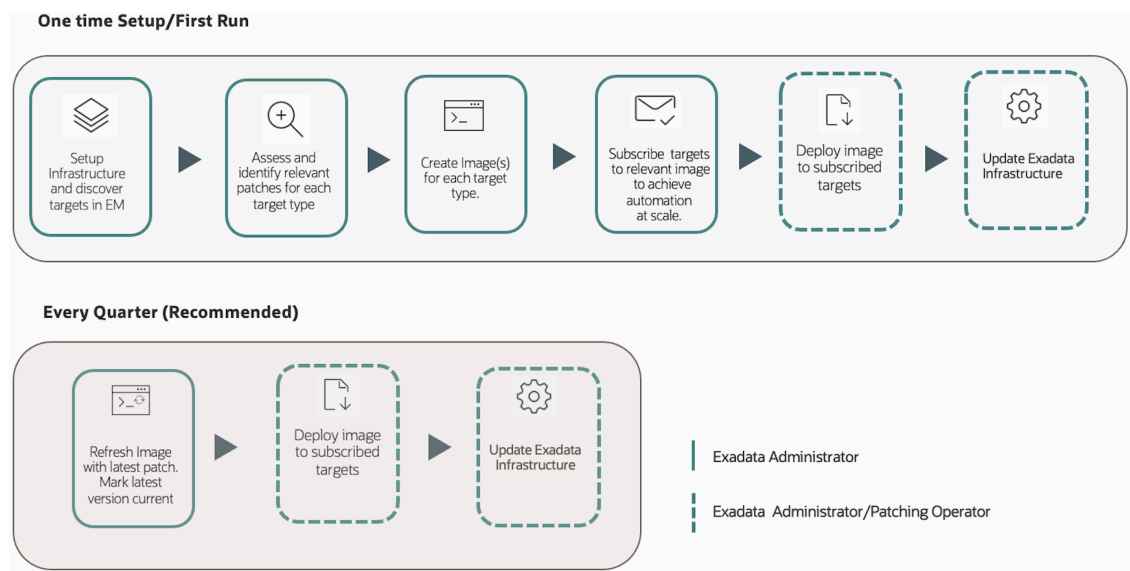 One time Setup/First Run
Setup
Infrastructure
and discover
targets in EM
Assess and
identify relevant
patches for each
target type
>_
Create Image(s)
for each target
type.
Subscribe targets
to relevant image
to achieve
automation
at scale.
Deploy image
to subscribed
targets
Update Exadata
Infrastructure
Every Quarter (Recommended)
>_
Refresh Image
with latest patch.
Mark latest
version current
Deploy image
to subscribed
targets
Update Exadata
Infrastructure
Exadata Administrator
Exadata Administrator/Patching Operator